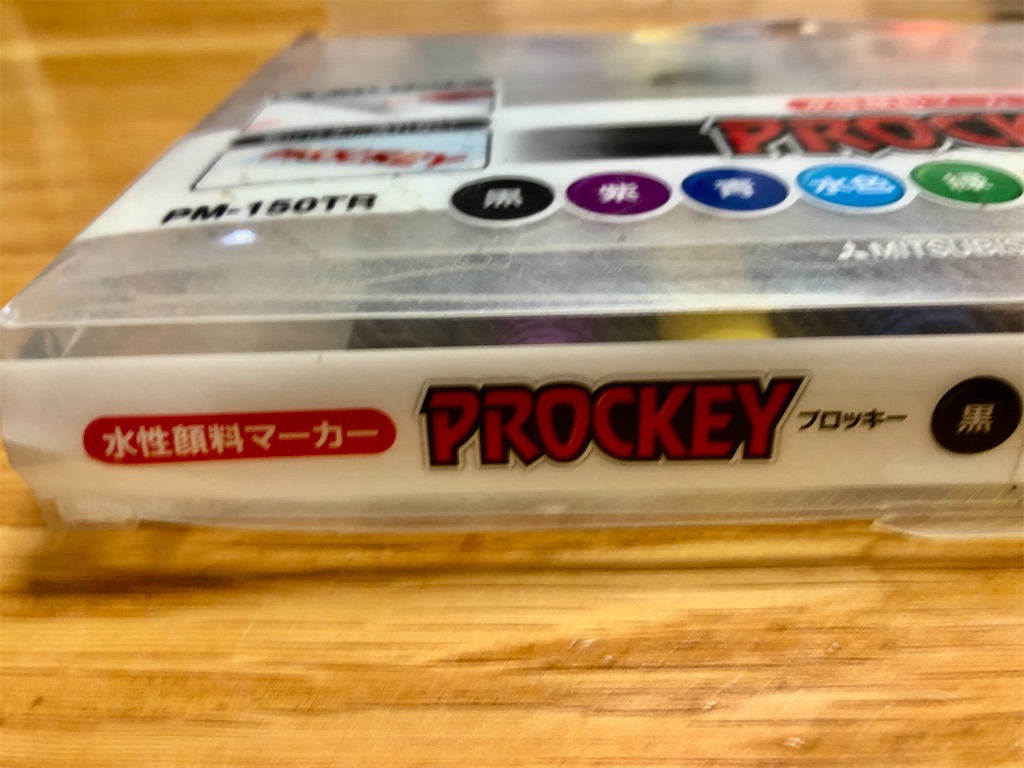 PROCK
PM-150TR
黒 紫 青 水色 緑
MITSUBIS
水性顔料マーカー PROCKEY プロッキー 黒